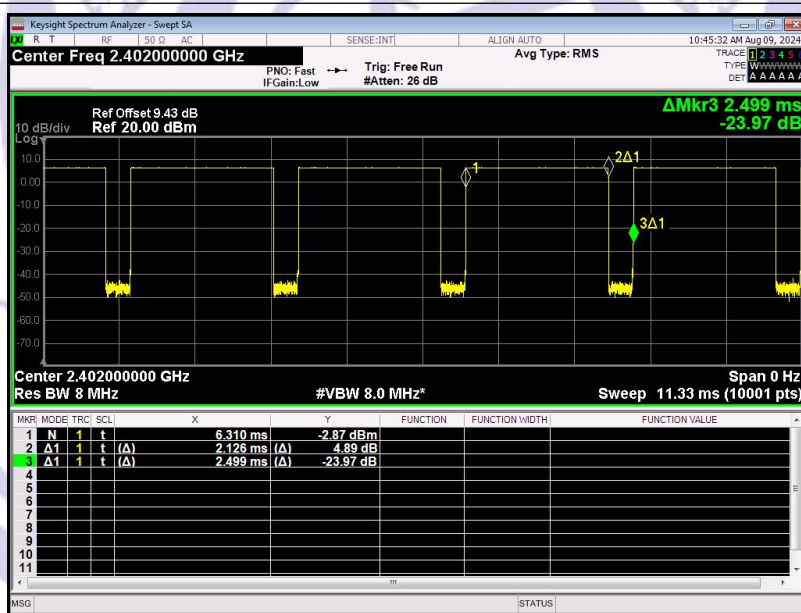 Keysight Spectrum Analyzer - Swept SA
LXI R T RF 50 Ω AC SENSE:INT ALIGN AUTO 10:45:32 AM Aug 09, 2024
Center Freq 2.402000000 GHz Avg Type: RMS TRACE 1 2 3 4 5
PNO: Fast Trig: Free Run TYPE W
IFGain:Low #Atten: 26 dB DET A A A A A A
ΔMkr3 2.499 ms
-23.97 dB
Ref Offset 9.43 dB
10 dB/div Ref 20.00 dBm
Log
10.0
0.00
-10.0
-20.0
-30.0
-40.0
-50.0
-60.0
-70.0
1
2Δ1
3Δ1
Center 2.402000000 GHz Span 0 Hz
Res BW 8 MHz #VBW 8.0 MHz* Sweep 11.33 ms (10001 pts)
MKR MODE TRC SCL X Y FUNCTION FUNCTION WIDTH FUNCTION VALUE
1 N 1 t 6.310 ms -2.87 dBm
2 Δ1 1 t (Δ) 2.126 ms (Δ) 4.89 dB
3 Δ1 1 t (Δ) 2.499 ms (Δ) -23.97 dB
4
5
6
7
8
9
10
11
MSG STATUS